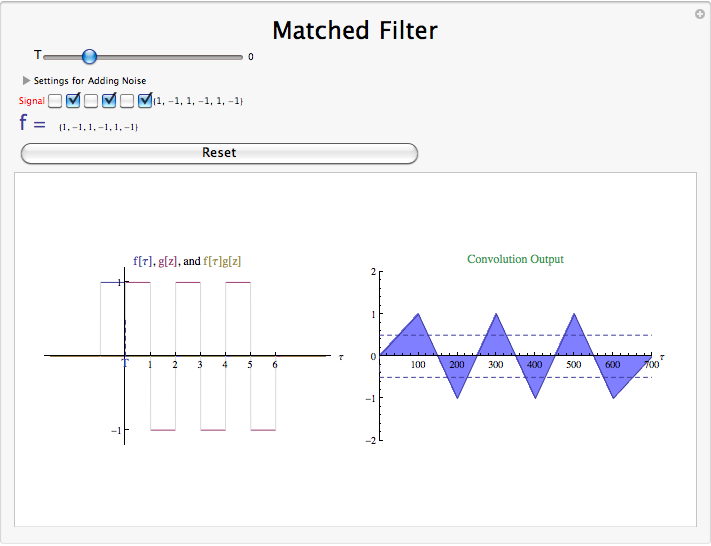 Matched Filter
T 0
Settings for Adding Noise
Signal {1, −1, 1, −1, 1, −1}
f = {1, −1, 1, −1, 1, −1}
Reset
f[τ], g[z], and f[τ]g[z]
1
T 1 2 3 4 5 6 τ
−1
Convolution Output
2
1
0 100 200 300 400 500 600 700 τ
−1
−2